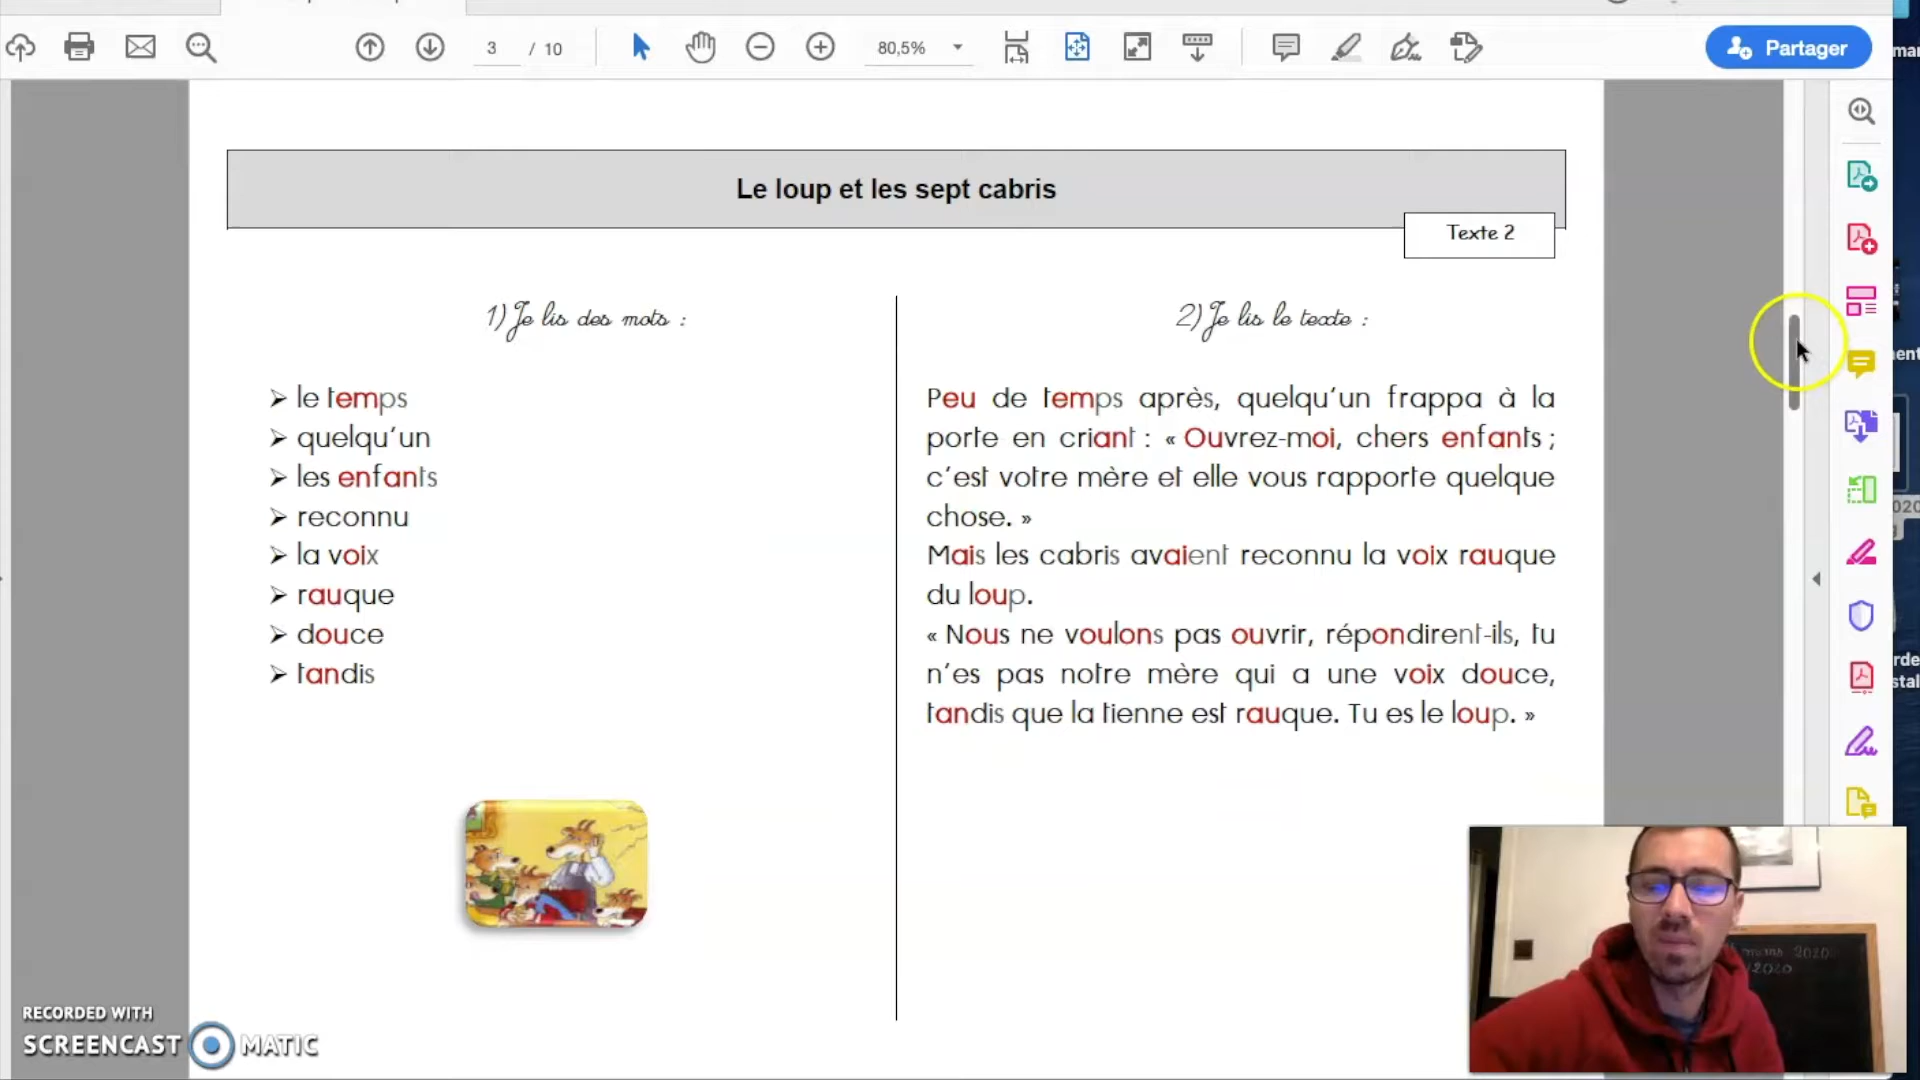 3 / 10
80,5%
Partager
Le loup et les sept cabris
Texte 2
1) Je lis des mots :
➢ le temps
➢ quelqu’un
➢ les enfants
➢ reconnu
➢ la voix
➢ rauque
➢ douce
➢ tandis
2) Je lis le texte :
Peu de temps après, quelqu’un frappa à la
porte en criant : « Ouvrez-moi, chers enfants ;
c’est votre mère et elle vous rapporte quelque
chose. »
Mais les cabris avaient reconnu la voix rauque
du loup.
« Nous ne voulons pas ouvrir, répondirent-ils, tu
n’es pas notre mère qui a une voix douce,
tandis que la tienne est rauque. Tu es le loup. »
2020
2020
RECORDED WITH
SCREENCAST MATIC